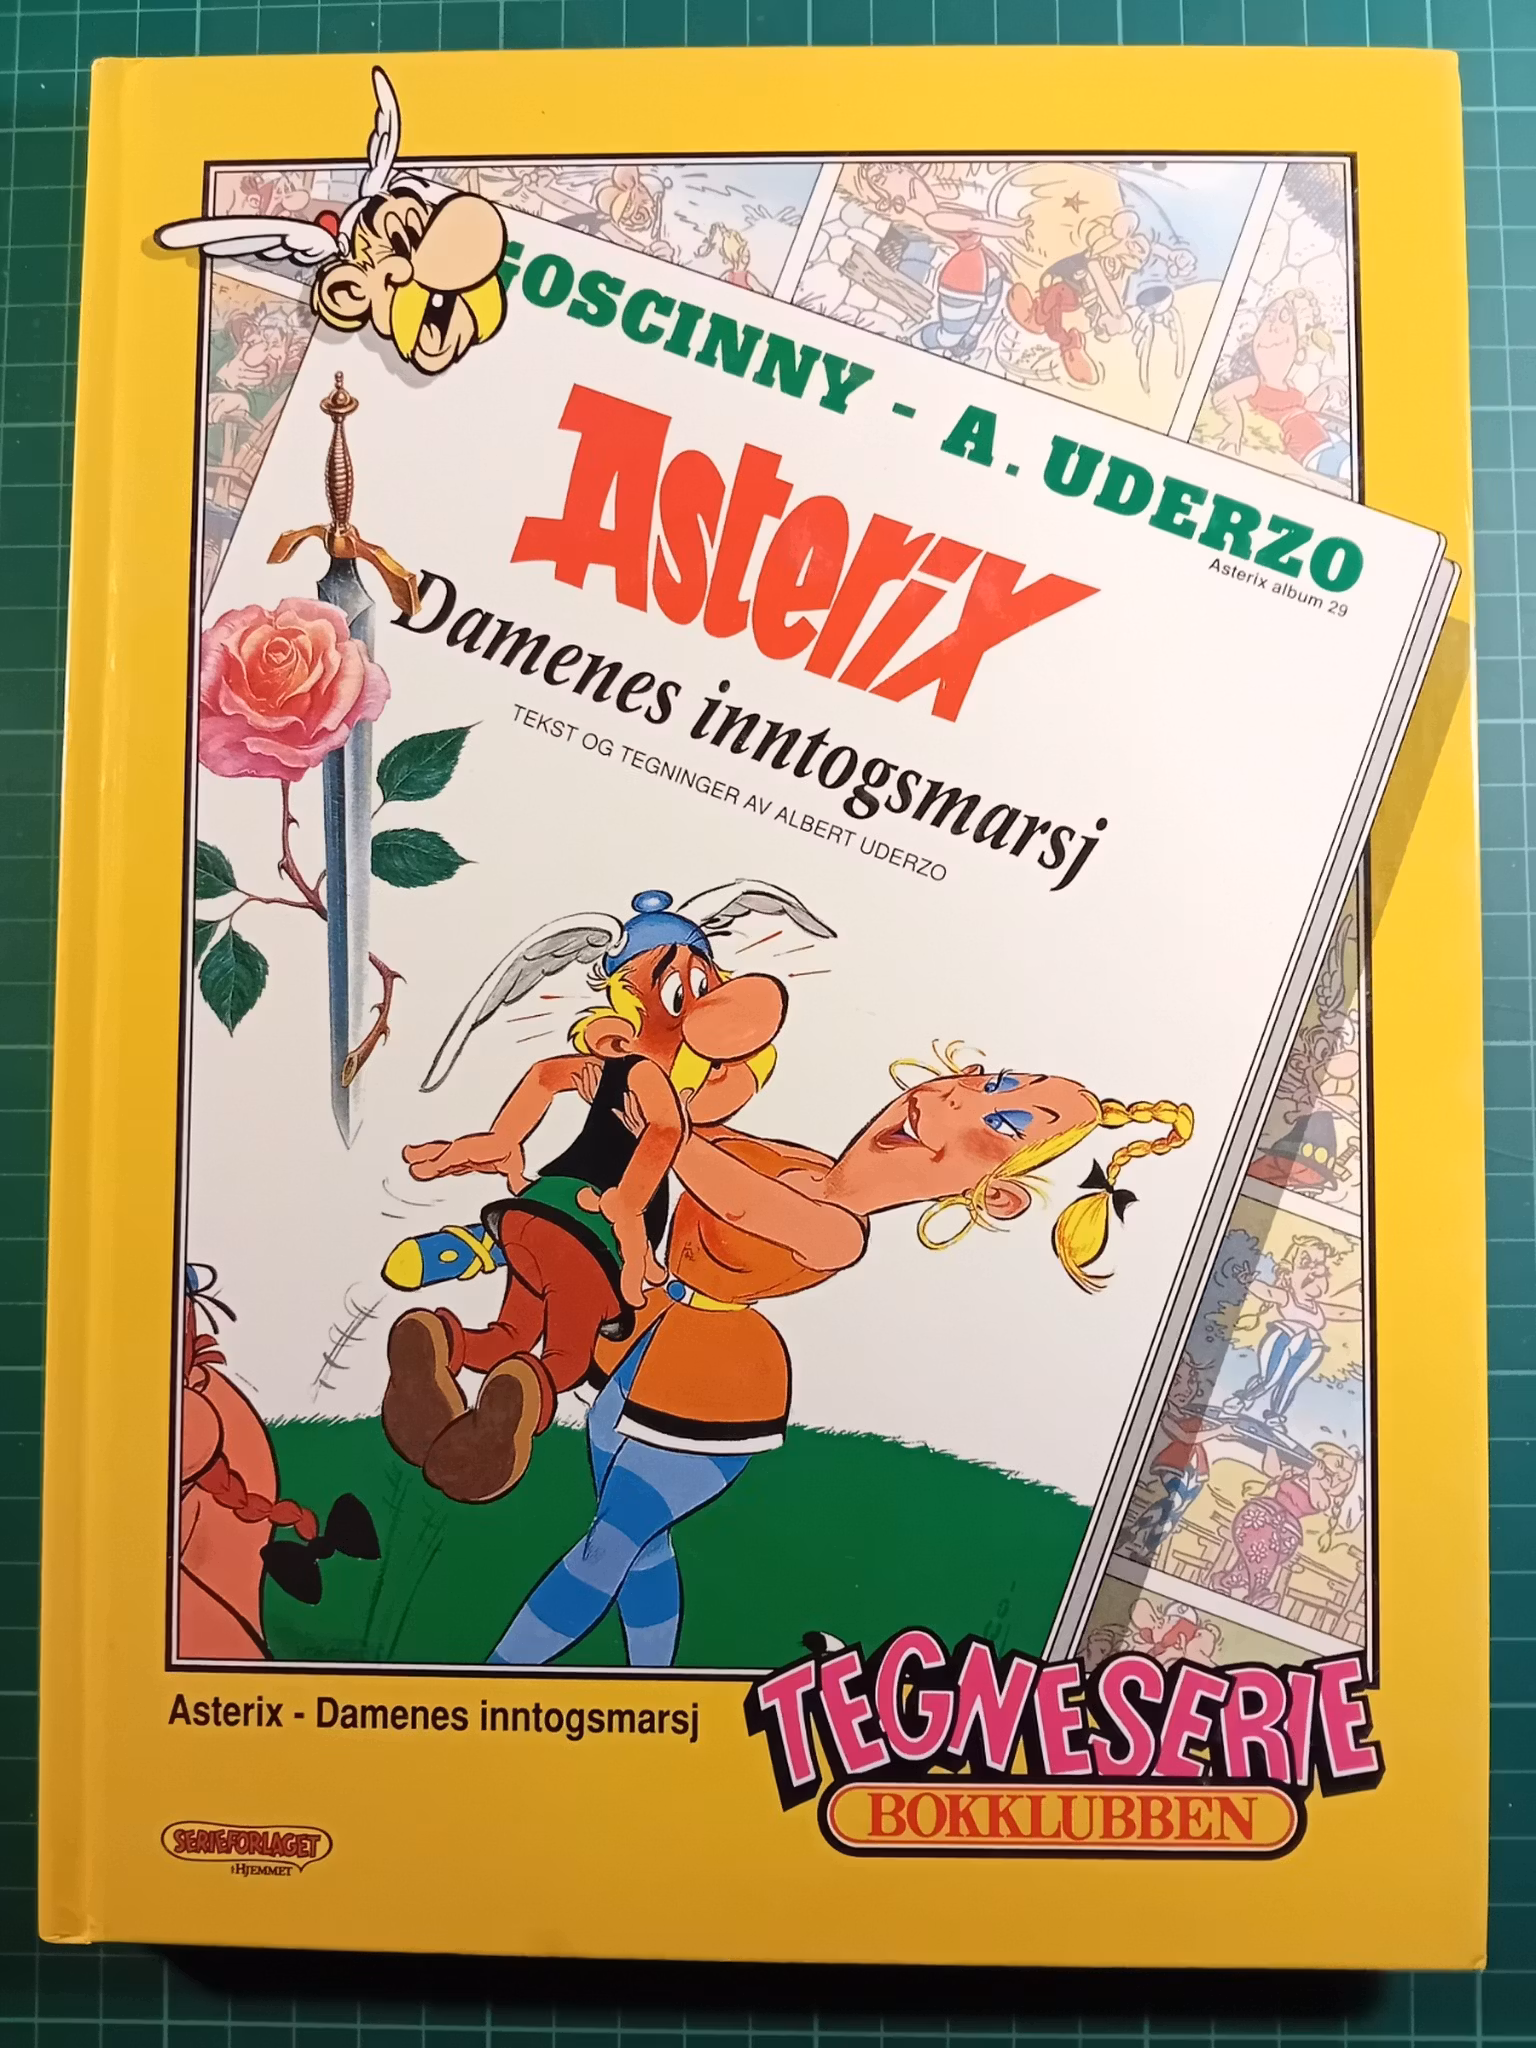 GOSCINNY - A. UDERZO
Asterix album 29
Asterix
Damenes inntogsmarsj
TEKST OG TEGNINGER AV ALBERT UDERZO
Asterix - Damenes inntogsmarsj
TEGNESERIE
BOKKLUBBEN
SERIEFORLAGET
HJEMMET